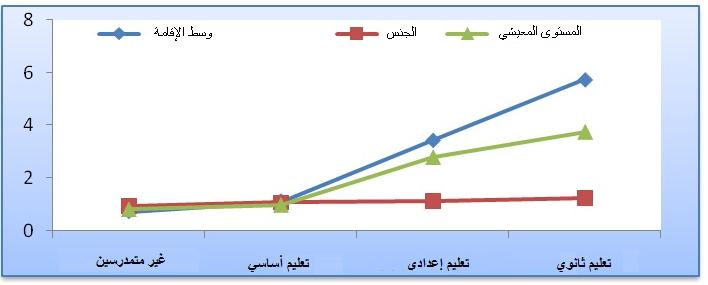 8
وسط الإقامة
الجنس
المستوى المعيشي
6
4
2
0
غير متمدرسين
تعليم أساسي
تعليم إعدادي
تعليم ثانوي